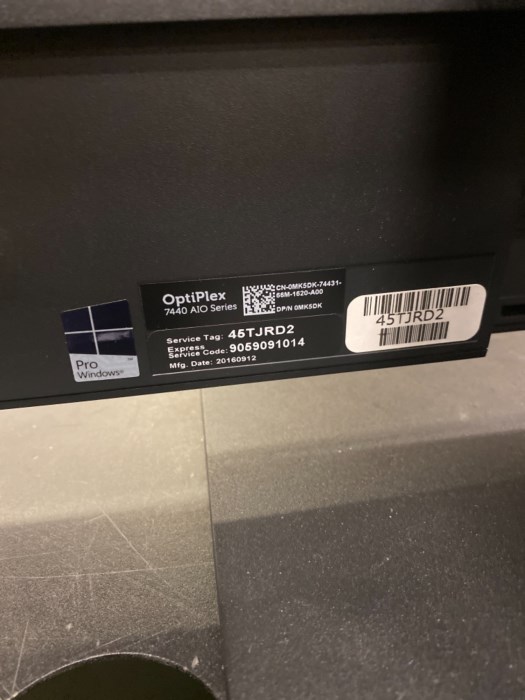 OptiPlex
7440 AIO Series
CN-0MK5DK-74431-
66M-1620-A00
DP/N 0MK5DK
Service Tag: 45TJRD2
Express
Service Code: 9059091014
Mfg. Date: 20160912
45TJRD2
Pro
Windows®